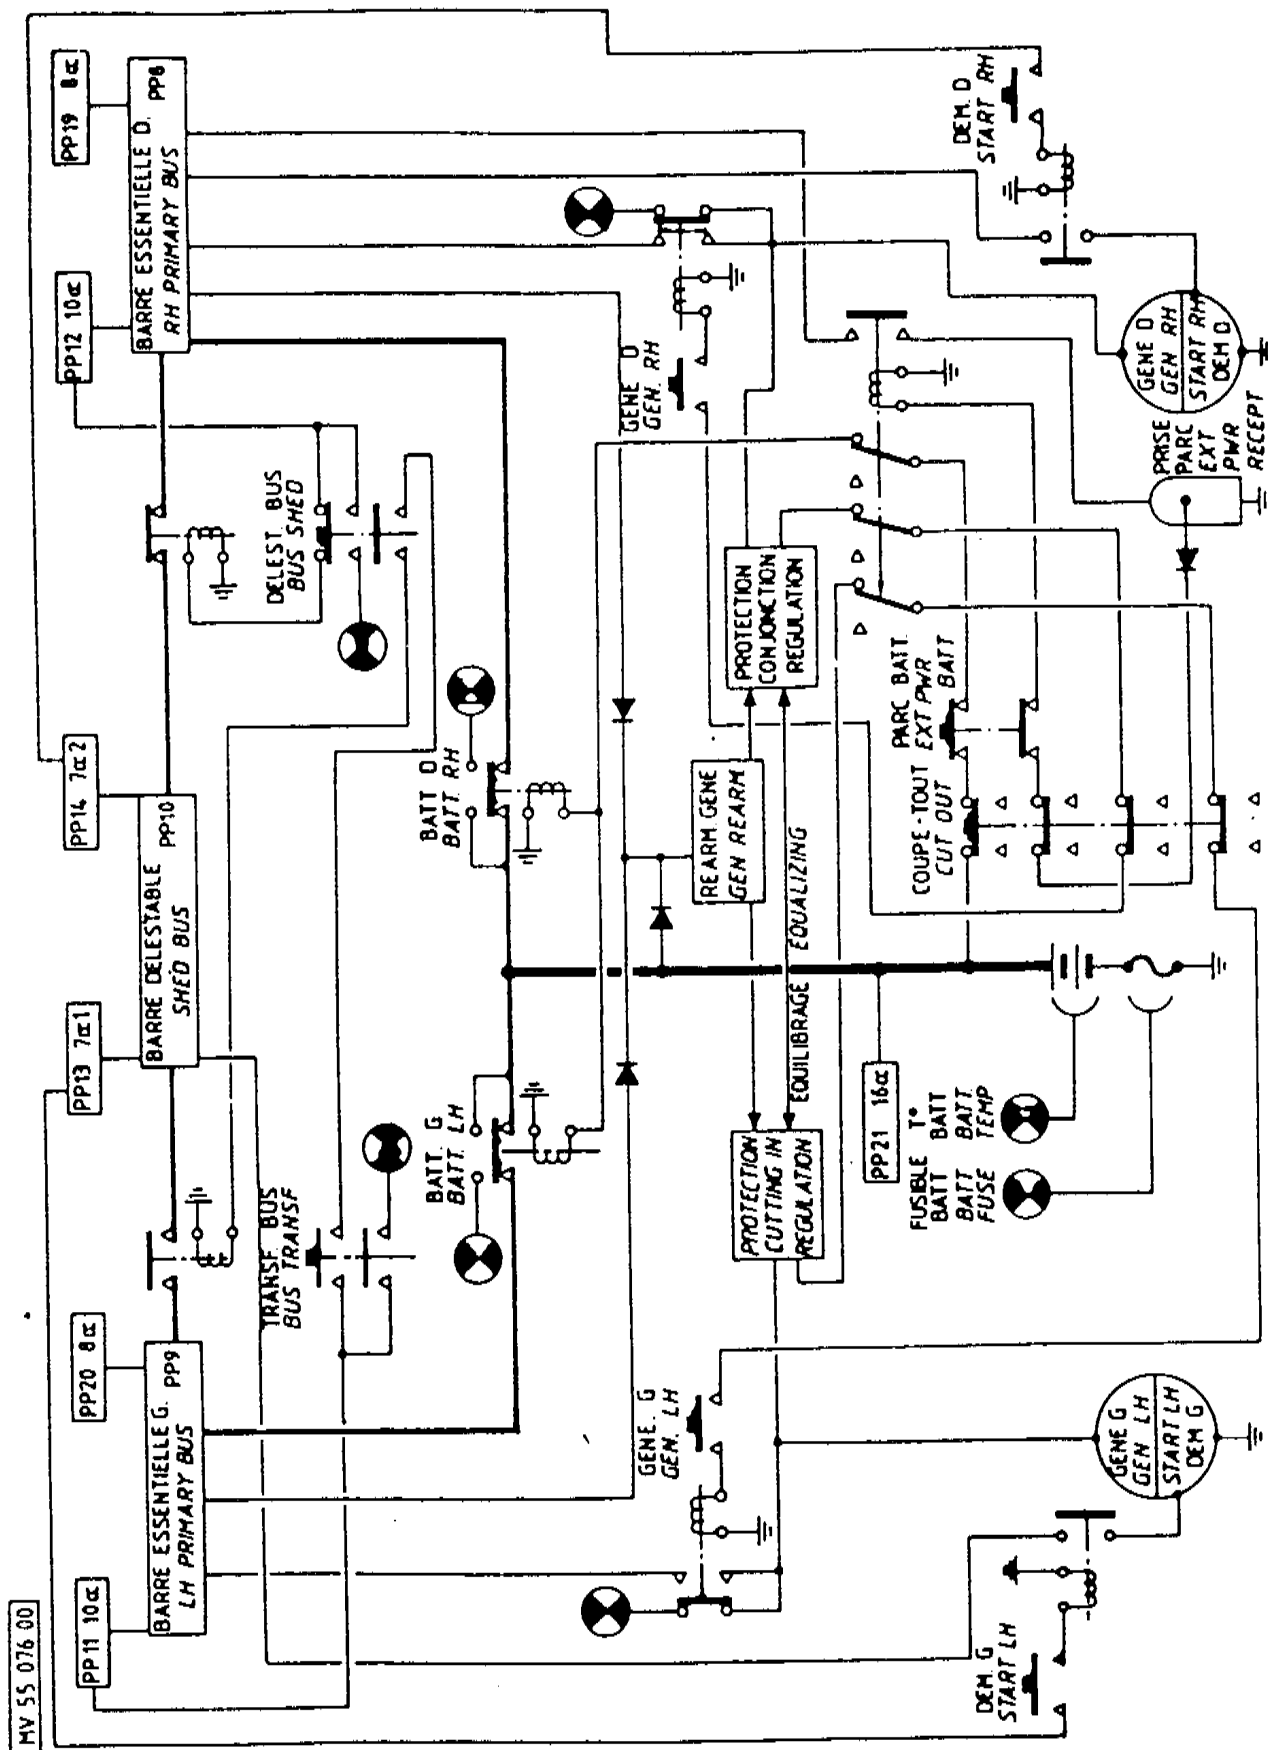 MV 55 076 00
PP11 10α
PP20 8α
PP13 7α1
PP14 7α2
PP12 10α
PP19 8α
BARRE ESSENTIELLE G. PP9
LH PRIMARY BUS
BARRE DELESTABLE PP10
SHED BUS
BARRE ESSENTIELLE D. PP8
RH PRIMARY BUS
TRANSF. BUS
BUS TRANSF
DELEST. BUS
BUS SHED
BATT. G
BATT. LH
BATT D
BATT. RH
GENE. G
GEN. LH
GENE D
GEN. RH
PROTECTION
CUTTING IN
REGULATION
EQUILIBRAGE EQUALIZING
REARM. GENE
GEN REARM
PROTECTION
CONJONCTION
REGULATION
PP21 16α
FUSIBLE T°
BATT BATT
BATT BATT.
FUSE TEMP
COUPE-TOUT
CUT OUT
PARC BATT.
EXT PWR BATT
DEM. G
START LH
GENE G
GEN LH
START LH
DEM G
DEM. D
START RH
GENE D
GEN RH
START RH
DEM D
PRISE
PARC
EXT
PWR
RECEPT